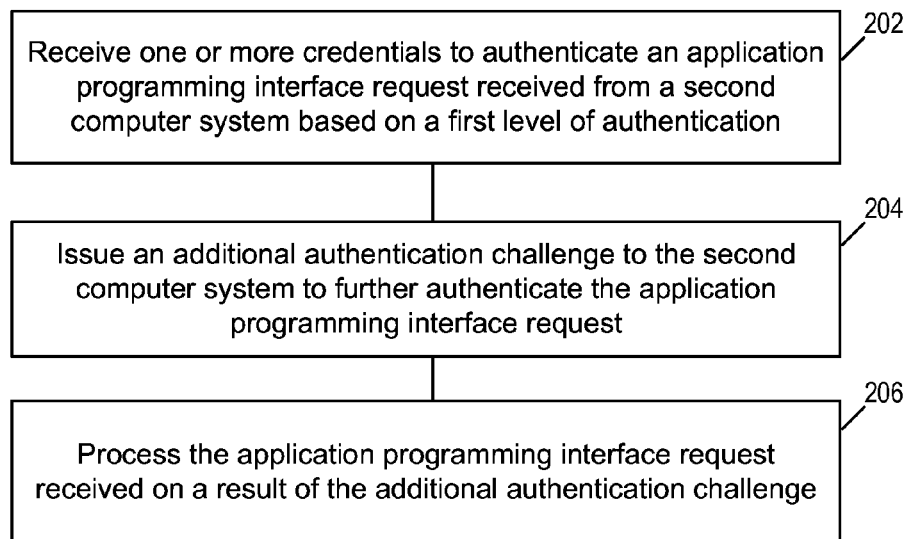 202
Receive one or more credentials to authenticate an application
programming interface request received from a second
computer system based on a first level of authentication
204
Issue an additional authentication challenge to the second
computer system to further authenticate the application
programming interface request
206
Process the application programming interface request
received on a result of the additional authentication challenge